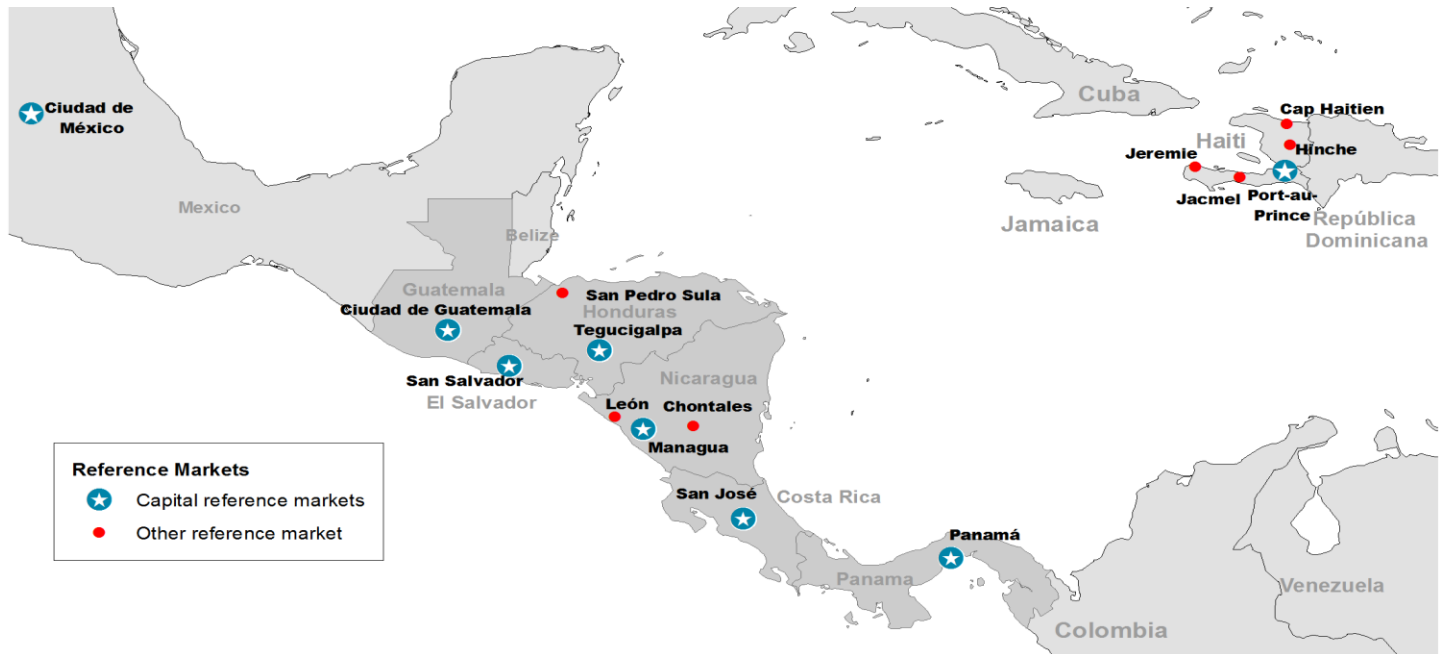 Ciudad de
México
Cuba
Cap Haitien
Haiti
Hinche
Jeremie
Jacmel
Port-au-
Prince
República
Dominicana
Jamaica
Mexico
Belize
Guatemala
Ciudad de Guatemala
San Pedro Sula
Honduras
Tegucigalpa
San Salvador
El Salvador
Nicaragua
León
Chontales
Managua
Reference Markets
Capital reference markets
Other reference market
San José
Costa Rica
Panamá
Panama
Venezuela
Colombia